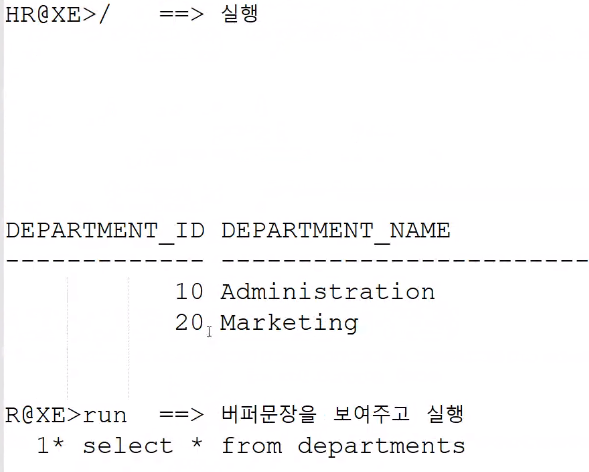 HR@XE>/ ==> 실행
DEPARTMENT_ID DEPARTMENT_NAME
------------- ------------------------
10 Administration
20 Marketing
R@XE>run ==> 버퍼문장을 보여주고 실행
1* select * from departments